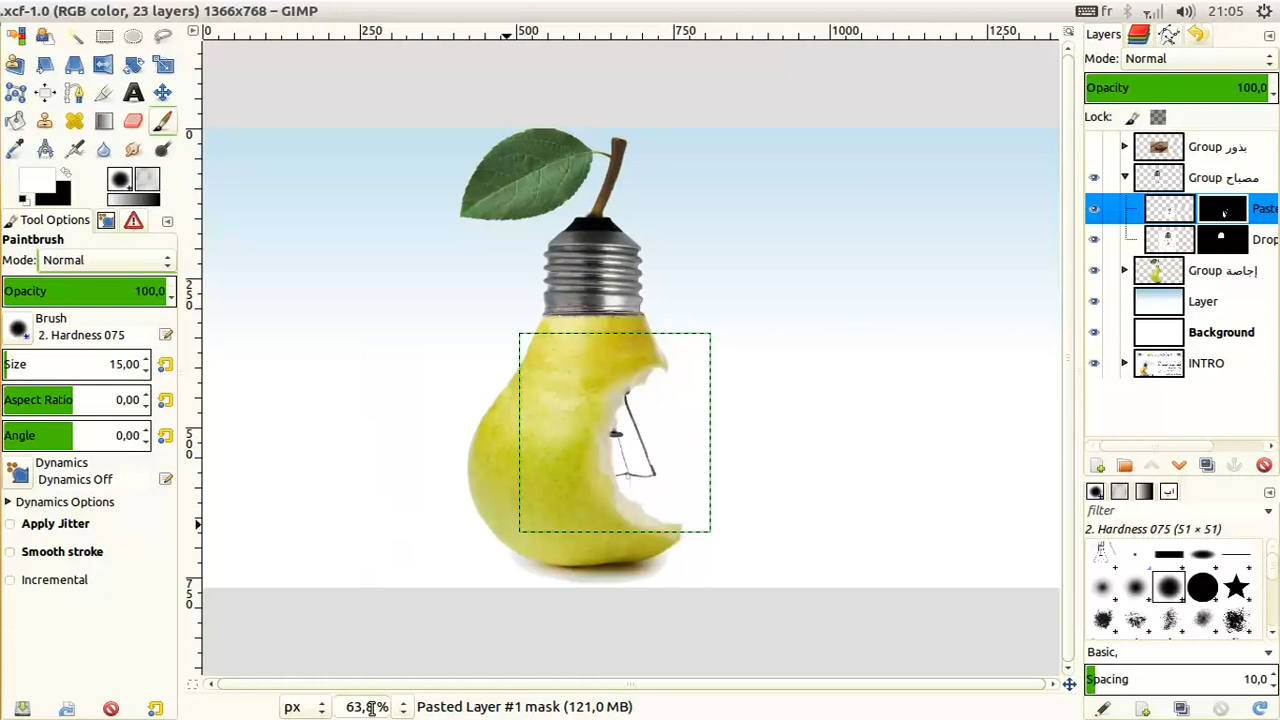 .xcf-1.0 (RGB color, 23 layers) 1366x768 – GIMP
fr
21:05
0
250
500
750
1000
1250
Layers
Mode: Normal
Opacity 100,0
Lock:
Group بذور
Group مصباح
Paste
Drop
Group إجاصة
Layer
Background
INTRO
Tool Options
Paintbrush
Mode: Normal
Opacity 100,0
Brush
2. Hardness 075
Size 15,00
Aspect Ratio 0,00
Angle 0,00
Dynamics
Dynamics Off
Dynamics Options
Apply Jitter
Smooth stroke
Incremental
0
250
500
750
filter
2. Hardness 075 (51 × 51)
Basic,
Spacing 10,0
px
Pasted Layer #1 mask (121,0 MB)